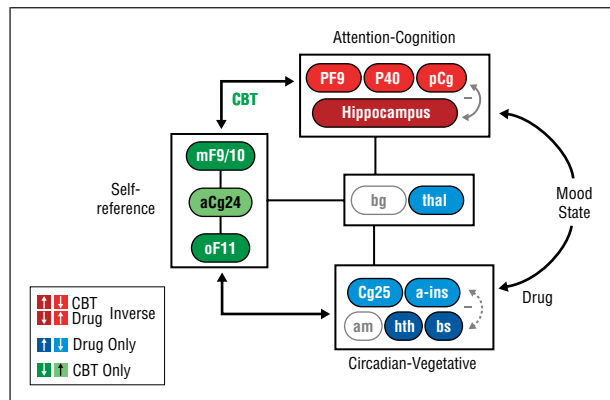 Attention-Cognition
PF9 P40 pCg
–
Hippocampus
CBT
mF9/10
aCg24
oF11
Self-
reference
bg thal
Mood
State
Cg25 a-ins
–
am hth bs
Drug
Circadian-Vegetative
↑ ↓ CBT
↓ ↑ Drug
Inverse
↑ ↓ Drug Only
↓ ↑ CBT Only